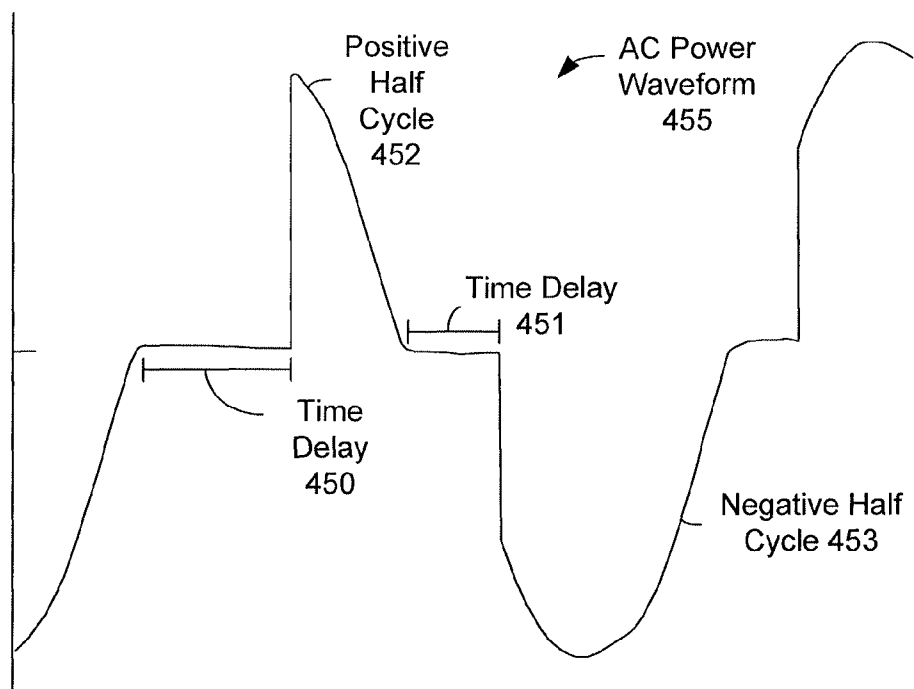 Positive
Half
Cycle
452
AC Power
Waveform
455
Time Delay
451
Time
Delay
450
Negative Half
Cycle 453